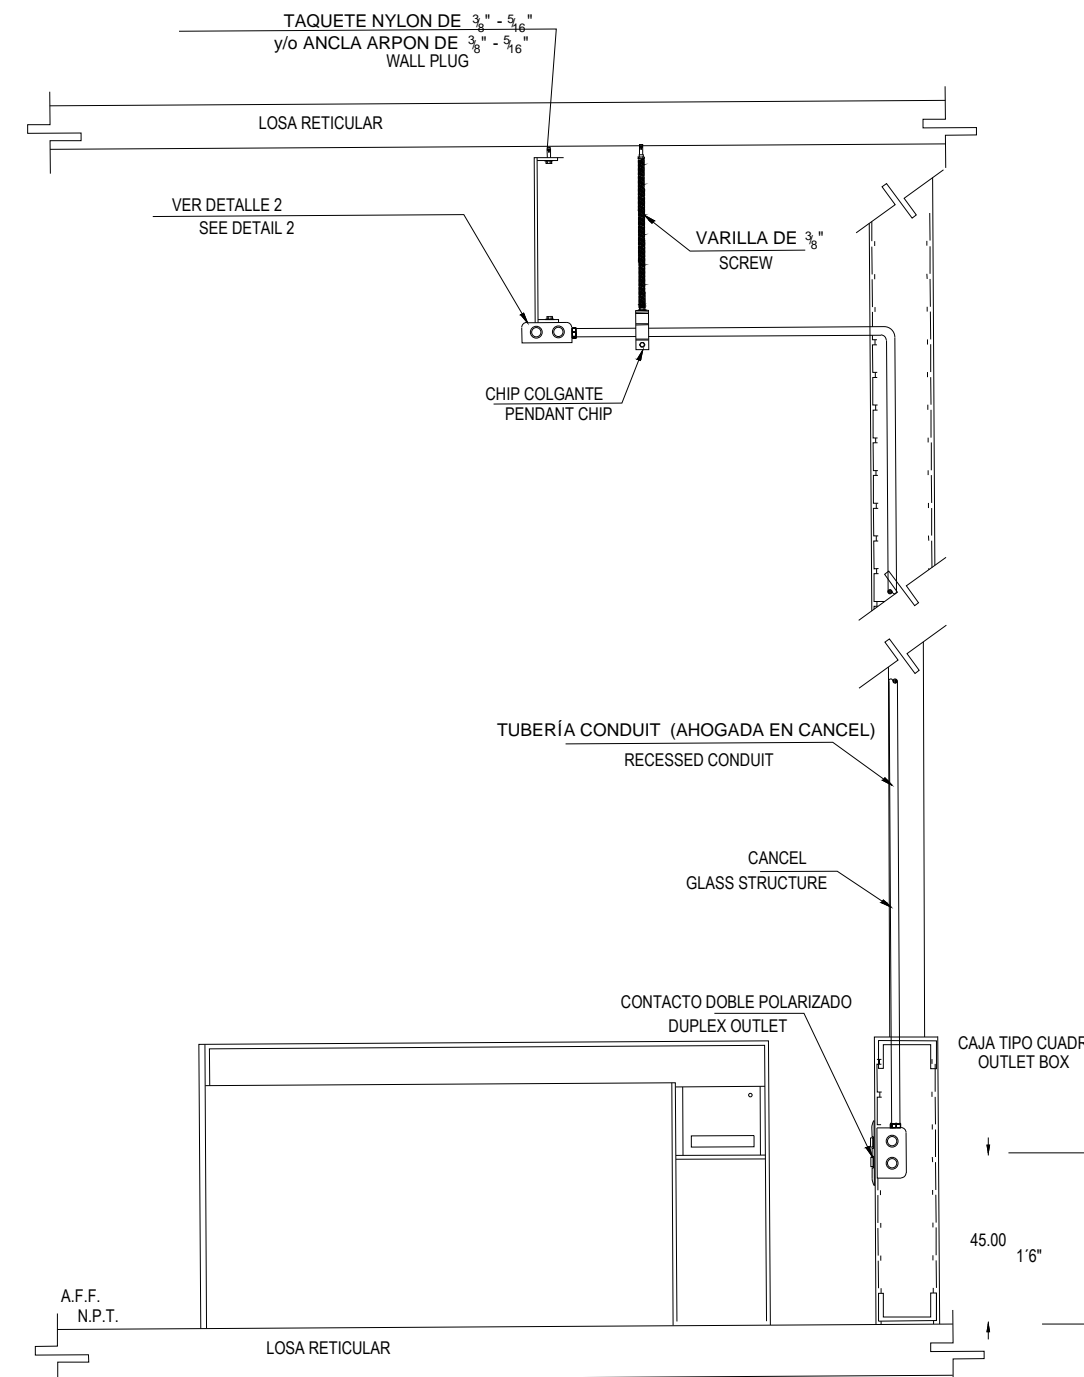 TAQUETE NYLON DE 3/8" - 5/16"
y/o ANCLA ARPON DE 3/8" - 5/16"
WALL PLUG
LOSA RETICULAR
VER DETALLE 2
SEE DETAIL 2
VARILLA DE 3/8"
SCREW
CHIP COLGANTE
PENDANT CHIP
TUBERÍA CONDUIT (AHOGADA EN CANCEL)
RECESSED CONDUIT
CANCEL
GLASS STRUCTURE
CONTACTO DOBLE POLARIZADO
DUPLEX OUTLET
CAJA TIPO CUADR
OUTLET BOX
45.00
1´6"
A.F.F.
N.P.T.
LOSA RETICULAR